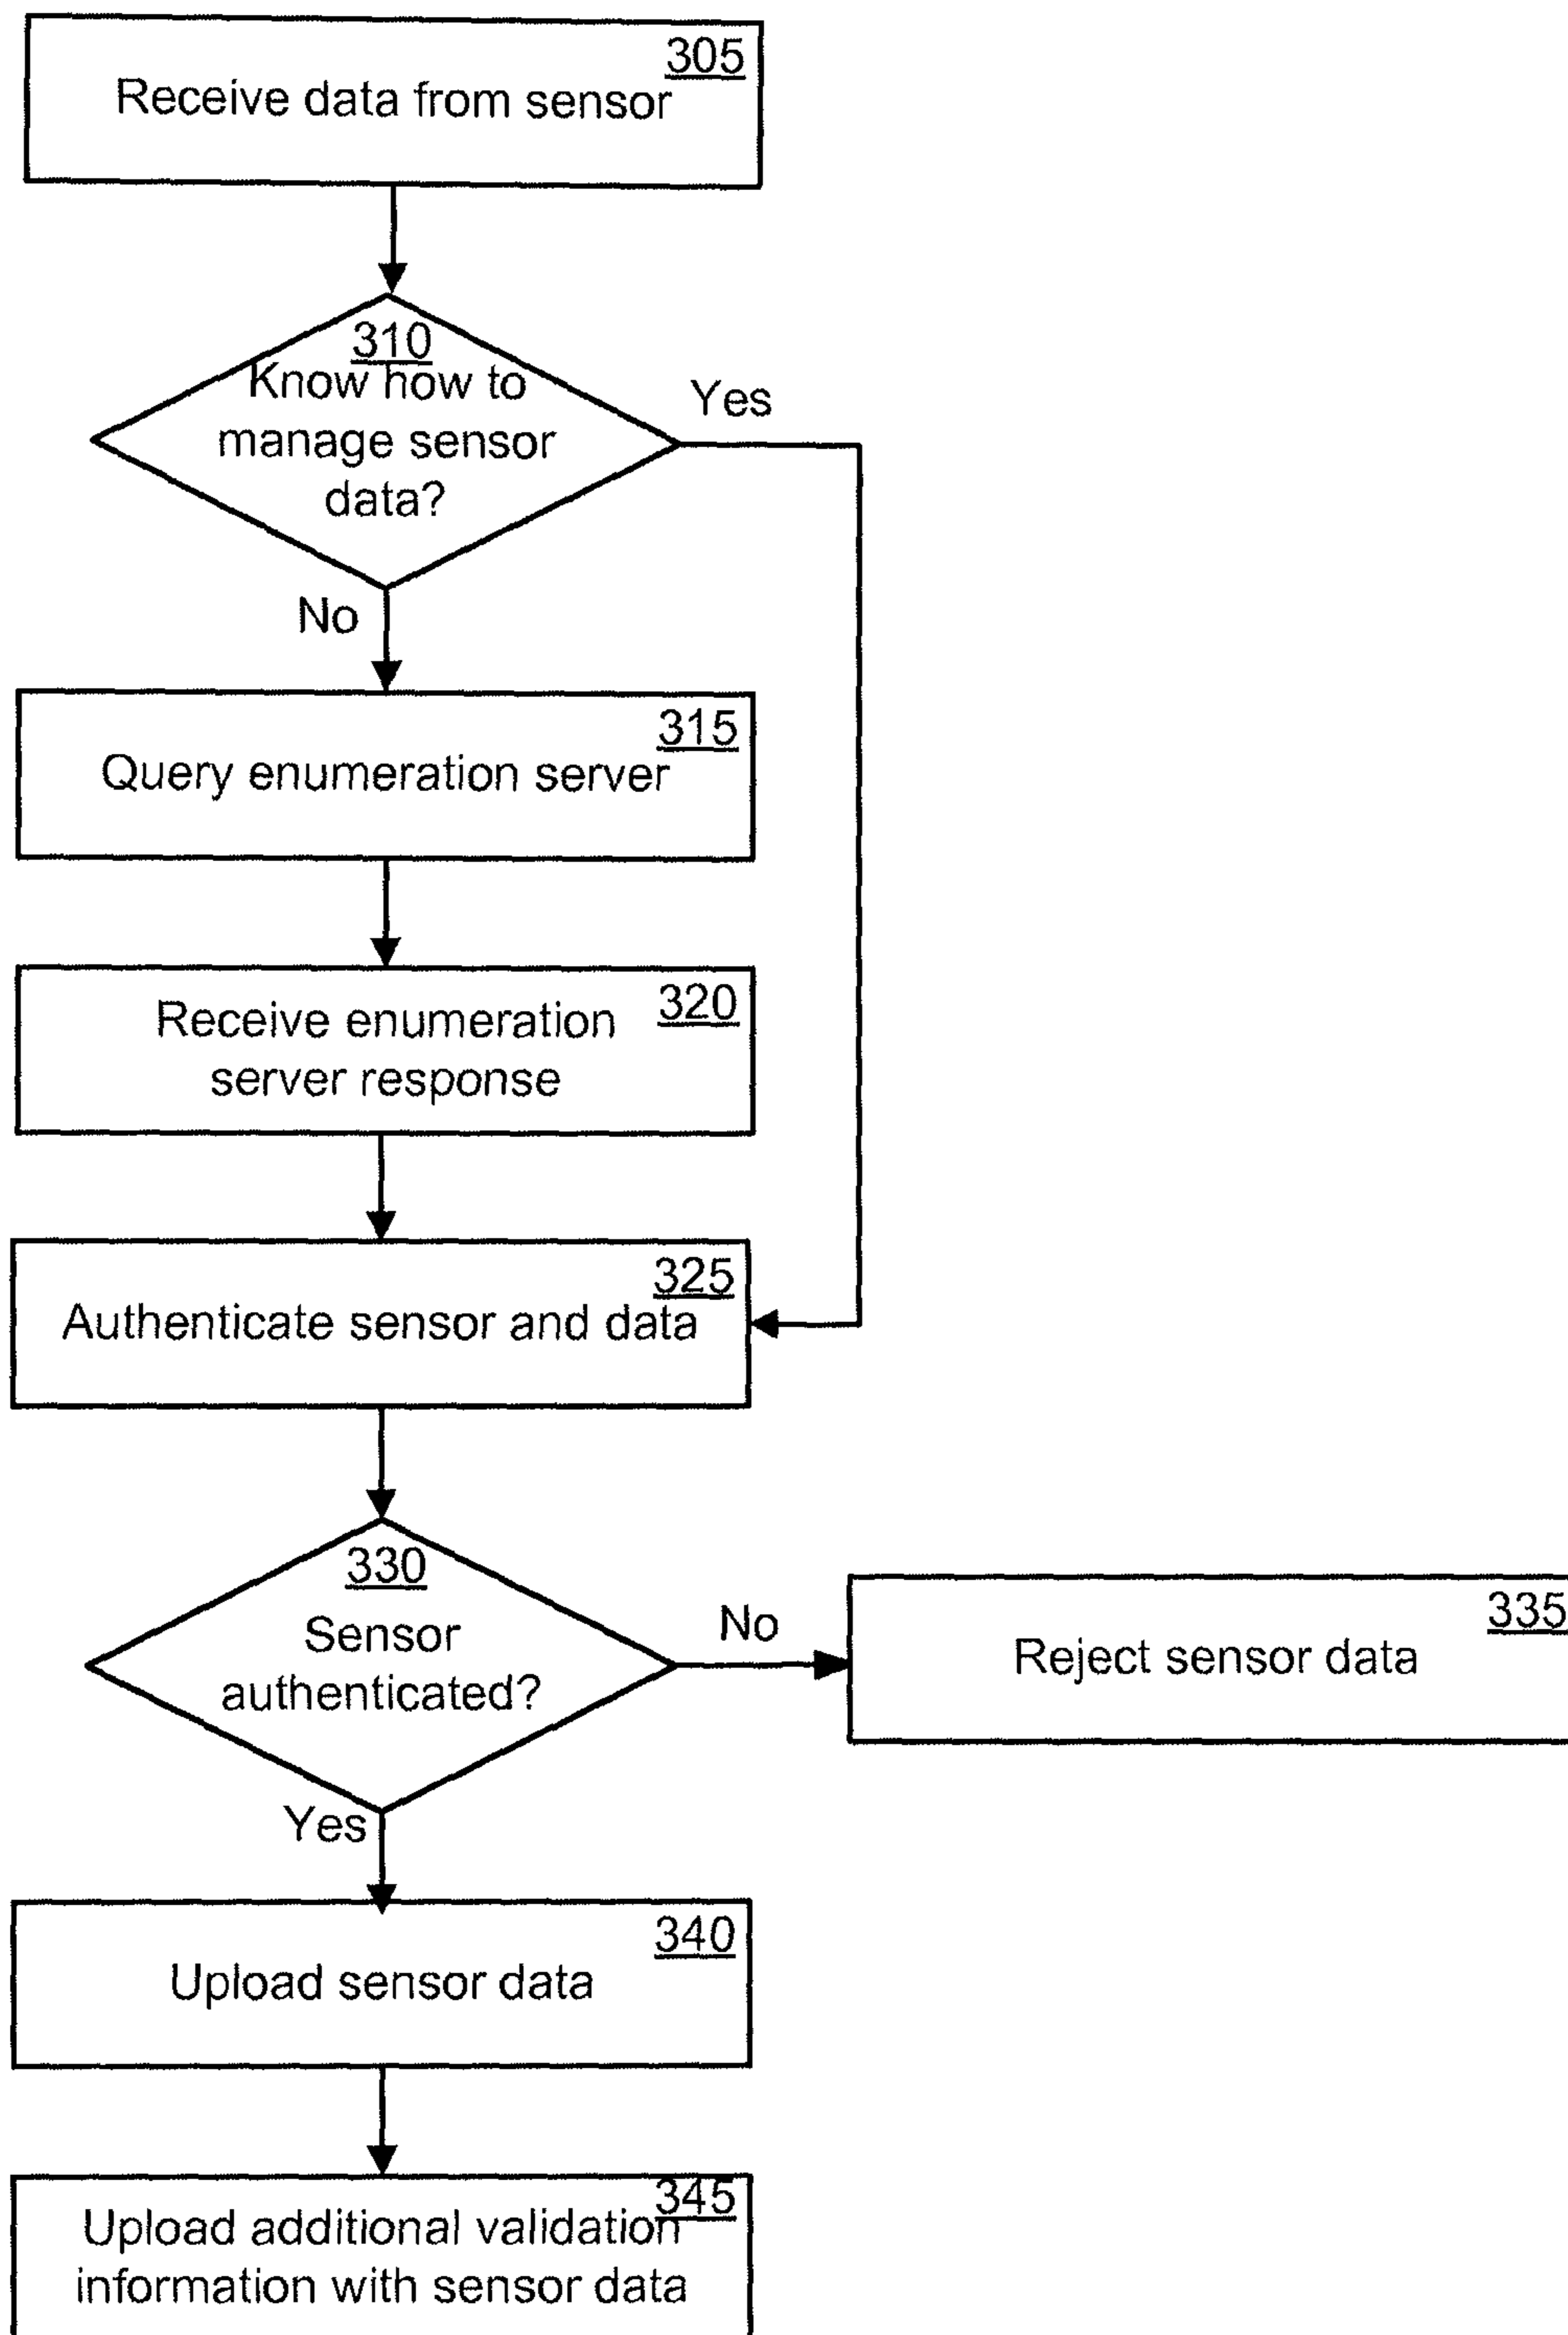 305
Receive data from sensor
310
Know how to
manage sensor
data?
Yes
No
315
Query enumeration server
320
Receive enumeration
server response
325
Authenticate sensor and data
330
Sensor
authenticated?
No
335
Reject sensor data
Yes
340
Upload sensor data
345
Upload additional validation
information with sensor data